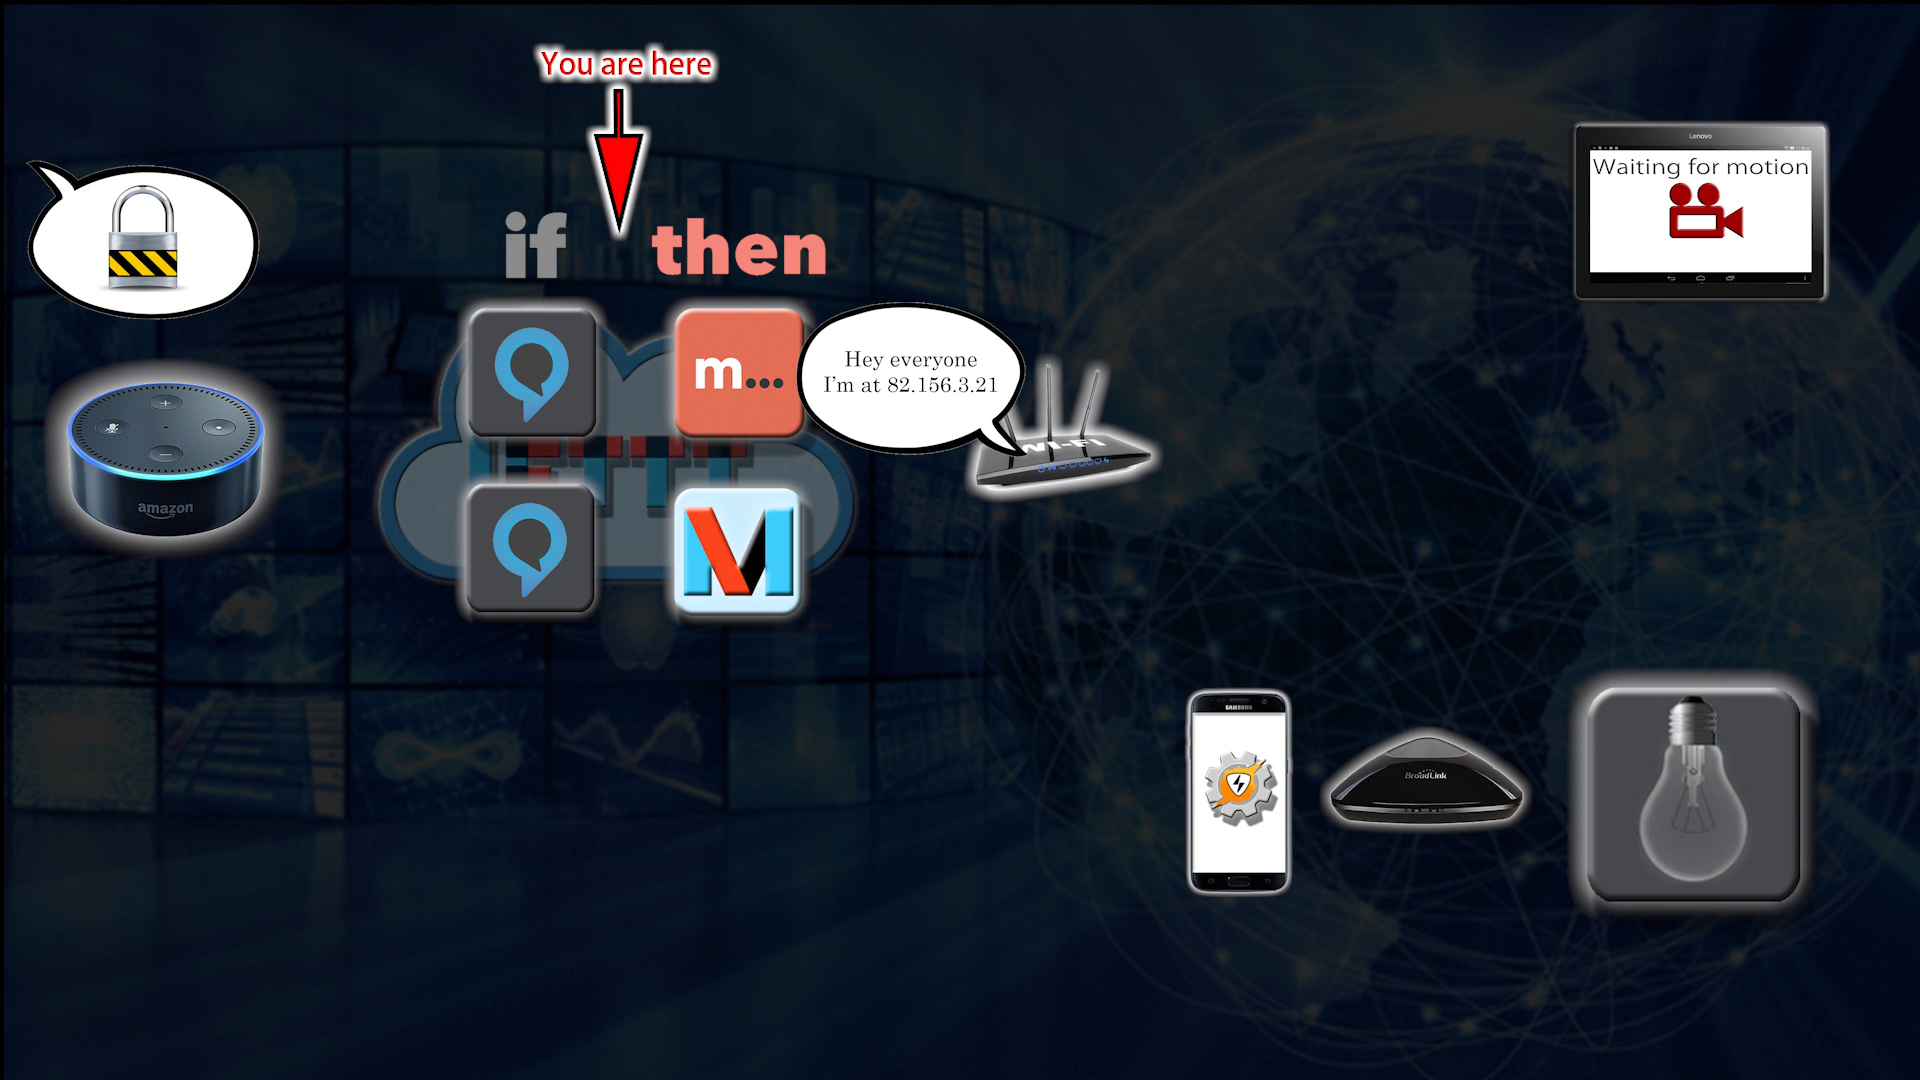 You are here
if then
Lenovo
Waiting for motion
m...
Hey everyone
I'm at 82.156.3.21
WI-FI
IFTTT
amazon
M
SAMSUNG
BroadLink